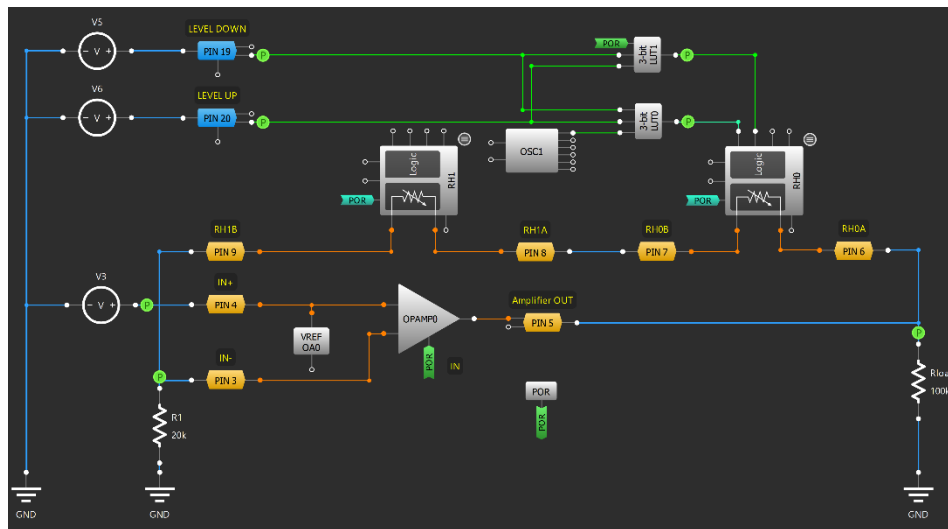 V5
LEVEL DOWN
PIN 19
P
POR
3-bit LUT1
P
V6
LEVEL UP
PIN 20
P
3-bit LUT0
P
OSC1
Logic
RH1
POR
Logic
RH0
POR
RH1B
PIN 9
RH1A
PIN 8
RH0B
PIN 7
RH0A
PIN 6
V3
P
IN+
PIN 4
VREF OA0
OPAMP0
Amplifier OUT
PIN 5
P
IN-
PIN 3
P
POR
IN
POR
POR
R1
20k
Rloa
100k
GND
GND
GND
- V +
- V +
- V +